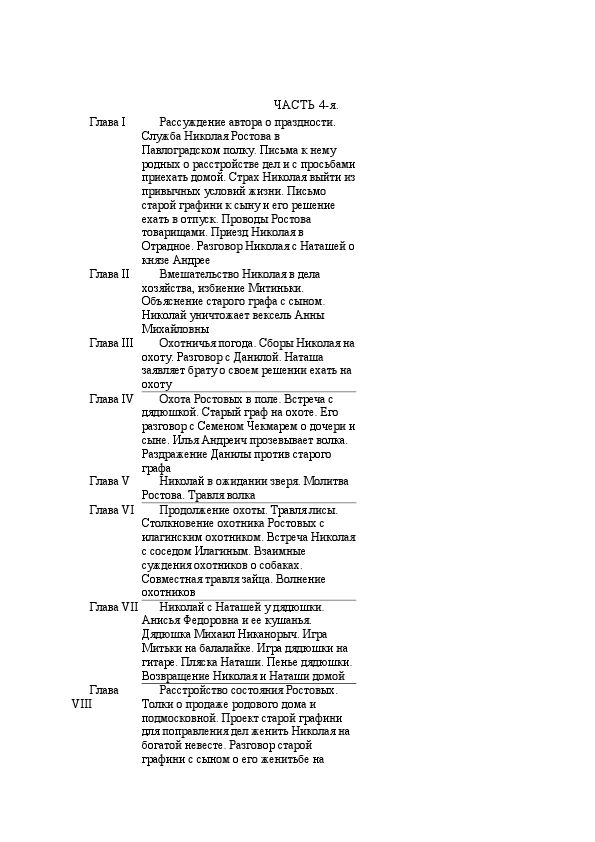 ЧАСТЬ 4-я.
Глава I Рассуждение автора о праздности.
Служба Николая Ростова в
Павлоградском полку. Письма к нему
родных о расстройстве дел и с просьбами
приехать домой. Страх Николая выйти из
привычных условий жизни. Письмо
старой графини к сыну и его решение
ехать в отпуск. Проводы Ростова
товарищами. Приезд Николая в
Отрадное. Разговор Николая с Наташей о
князе Андрее
Глава II Вмешательство Николая в дела
хозяйства, избиение Митиньки.
Объяснение старого графа с сыном.
Николай уничтожает вексель Анны
Михайловны
Глава III Охотничья погода. Сборы Николая на
охоту. Разговор с Данилой. Наташа
заявляет брату о своем решении ехать на
охоту
Глава IV Охота Ростовых в поле. Встреча с
дядюшкой. Старый граф на охоте. Его
разговор с Семеном Чекмарем о дочери и
сыне. Илья Андреич прозевывает волка.
Раздражение Данилы против старого
графа
Глава V Николай в ожидании зверя. Молитва
Ростова. Травля волка
Глава VI Продолжение охоты. Травля лисы.
Столкновение охотника Ростовых с
илагинским охотником. Встреча Николая
с соседом Илагиным. Взаимные
суждения охотников о собаках.
Совместная травля зайца. Волнение
охотников
Глава VII Николай с Наташей у дядюшки.
Анисья Федоровна и ее кушанья.
Дядюшка Михаил Никанорыч. Игра
Митьки на балалайке. Игра дядюшки на
гитаре. Пляска Наташи. Пенье дядюшки.
Возвращение Николая и Наташи домой
Глава Расстройство состояния Ростовых.
VIII Толки о продаже родового дома и
подмосковной. Проект старой графини
для поправления дел женить Николая на
богатой невесте. Разговор старой
графини с сыном о его женитьбе на